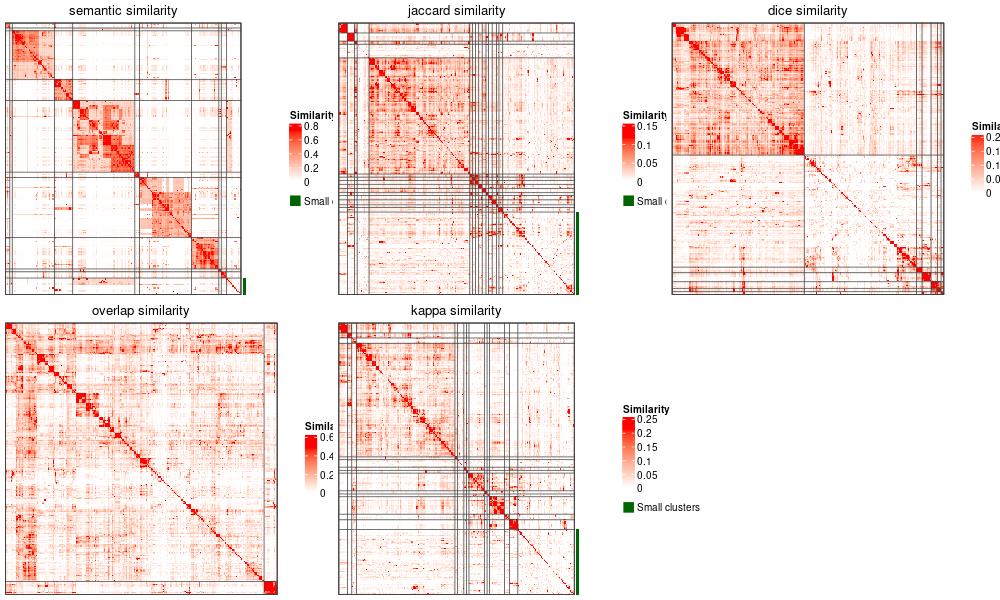 semantic similarity
Similarity
0.8
0.6
0.4
0.2
0
Small
jaccard similarity
Similarity
0.15
0.1
0.05
0
Small
dice similarity
0.1
0
overlap similarity
0.4
0.2
0
kappa similarity
Similarity
0.25
0.2
0.15
0.1
0.05
0
Small clusters